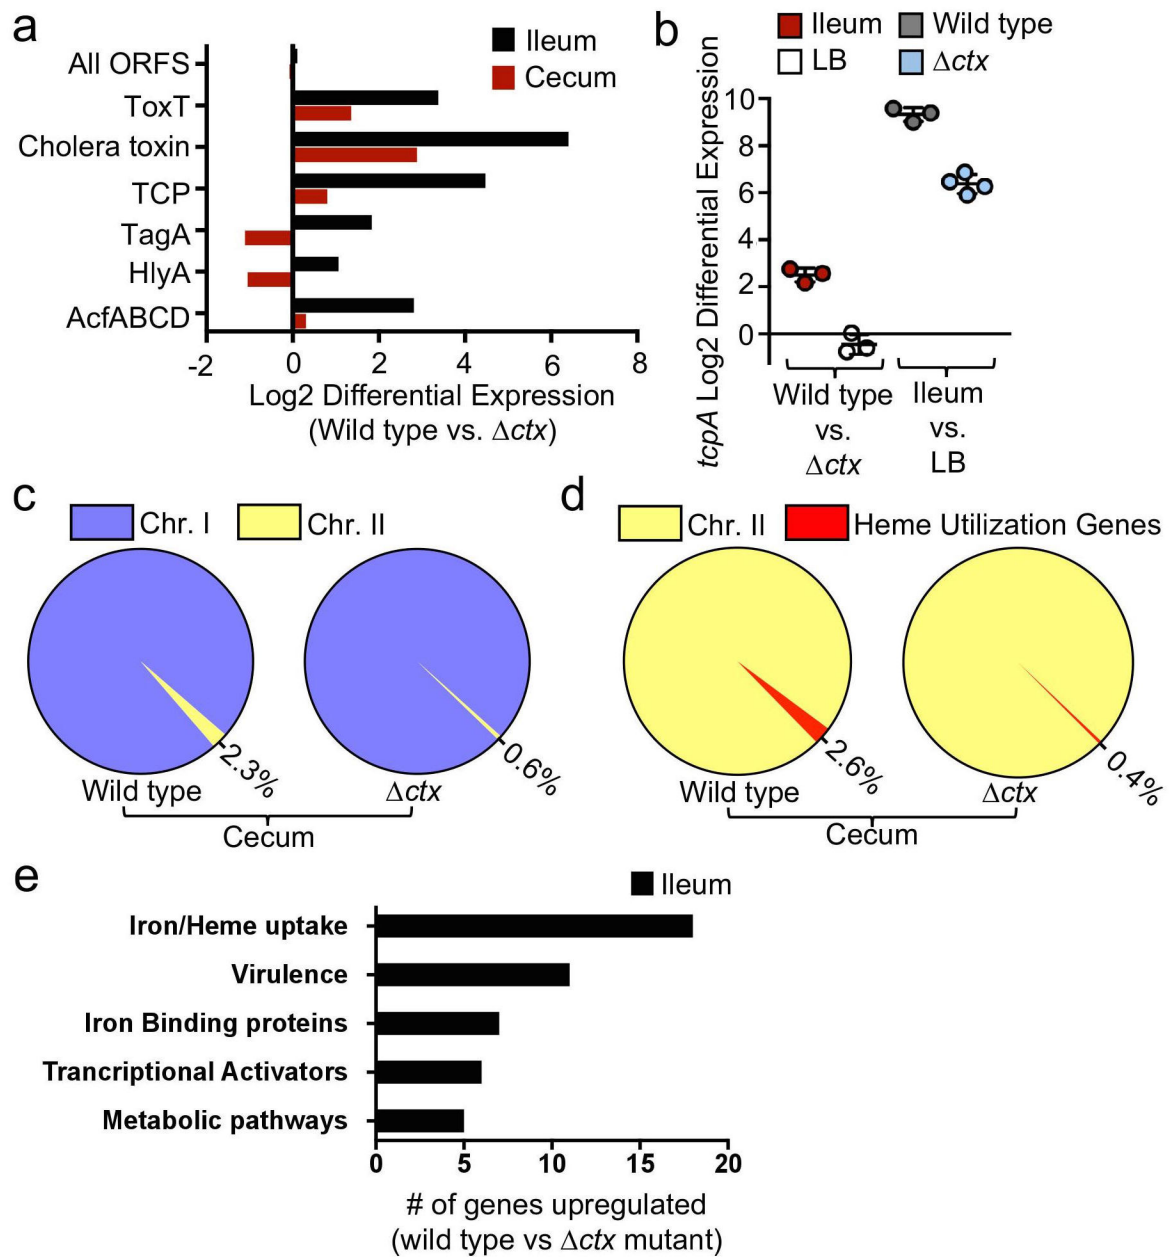 a
Ileum
Cecum
All ORFS
ToxT
Cholera toxin
TCP
TagA
HlyA
AcfABCD
-2 0 2 4 6 8
Log2 Differential Expression
(Wild type vs. Δctx)
b
Ileum Wild type
LB Δctx
tcpA Log2 Differential Expression
10
8
6
4
2
0
Wild type
vs.
Δctx
Ileum
vs.
LB
c
Chr. I Chr. II
2.3%
0.6%
Wild type Δctx
Cecum
d
Chr. II Heme Utilization Genes
2.6%
0.4%
Wild type Δctx
Cecum
e
Ileum
Iron/Heme uptake
Virulence
Iron Binding proteins
Trancriptional Activators
Metabolic pathways
0 5 10 15 20
# of genes upregulated
(wild type vs Δctx mutant)